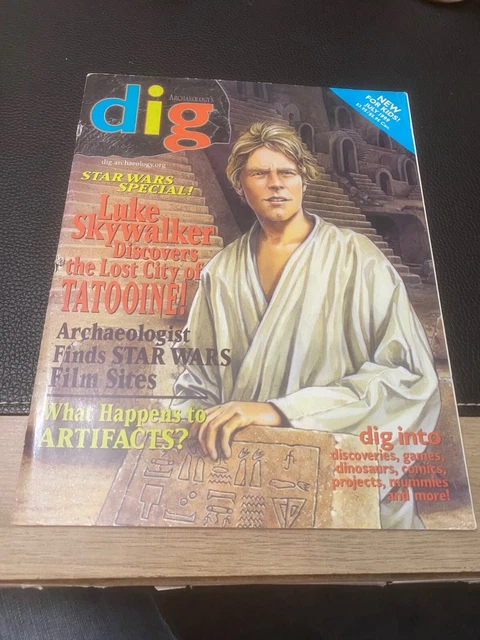 ARCHAEOLOGY'S
dig
dig.archaeology.org
NEW
FOR KIDS!
JULY 1999
STAR WARS
SPECIAL!
Luke
Skywalker
Discovers
the Lost City of
TATOOINE!
Archaeologist
Finds STAR WARS
Film Sites
What Happens to
ARTIFACTS?
dig into
discoveries, games,
dinosaurs, comics,
projects, mummies
and more!